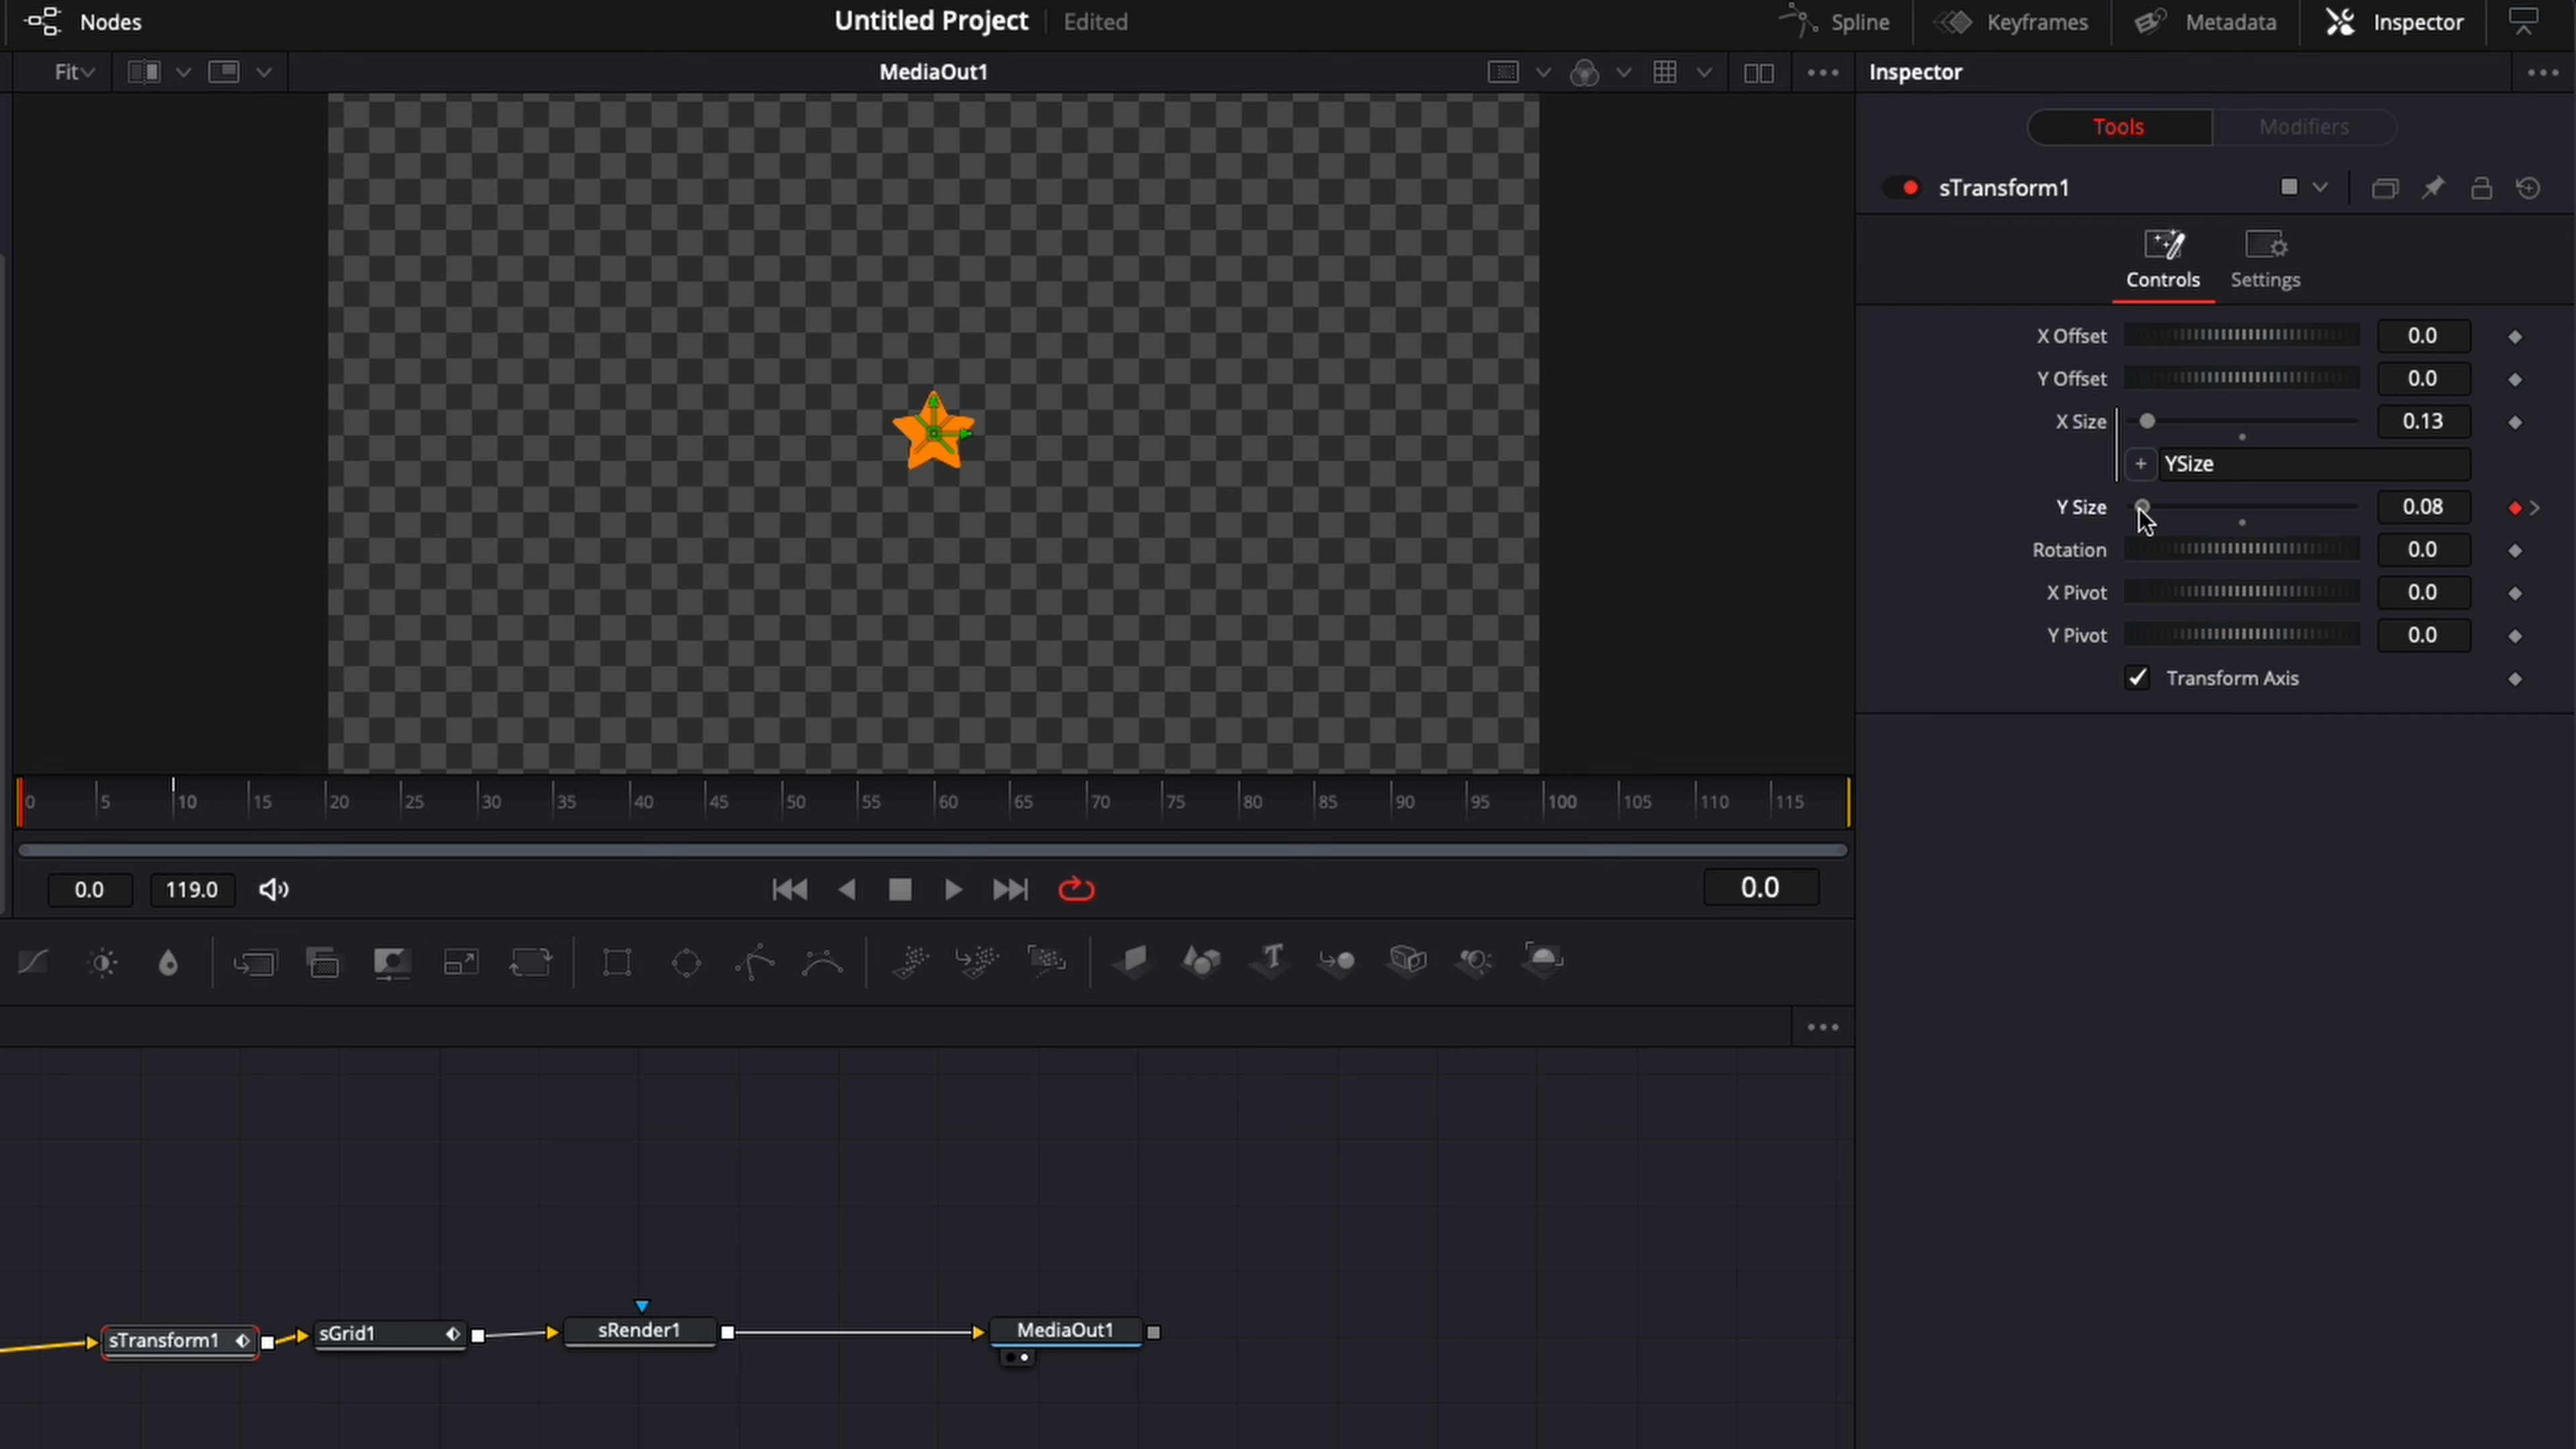 Nodes
Untitled Project
Edited
Spline
Keyframes
Metadata
Inspector
Fit
MediaOut1
Inspector
Tools
Modifiers
sTransform1
Controls
Settings
X Offset 0.0
Y Offset 0.0
X Size 0.13
+ YSize
Y Size 0.08
Rotation 0.0
X Pivot 0.0
Y Pivot 0.0
Transform Axis
0 5 10 15 20 25 30 35 40 45 50 55 60 65 70 75 80 85 90 95 100 105 110 115
0.0 119.0
0.0
sTransform1
sGrid1
sRender1
MediaOut1